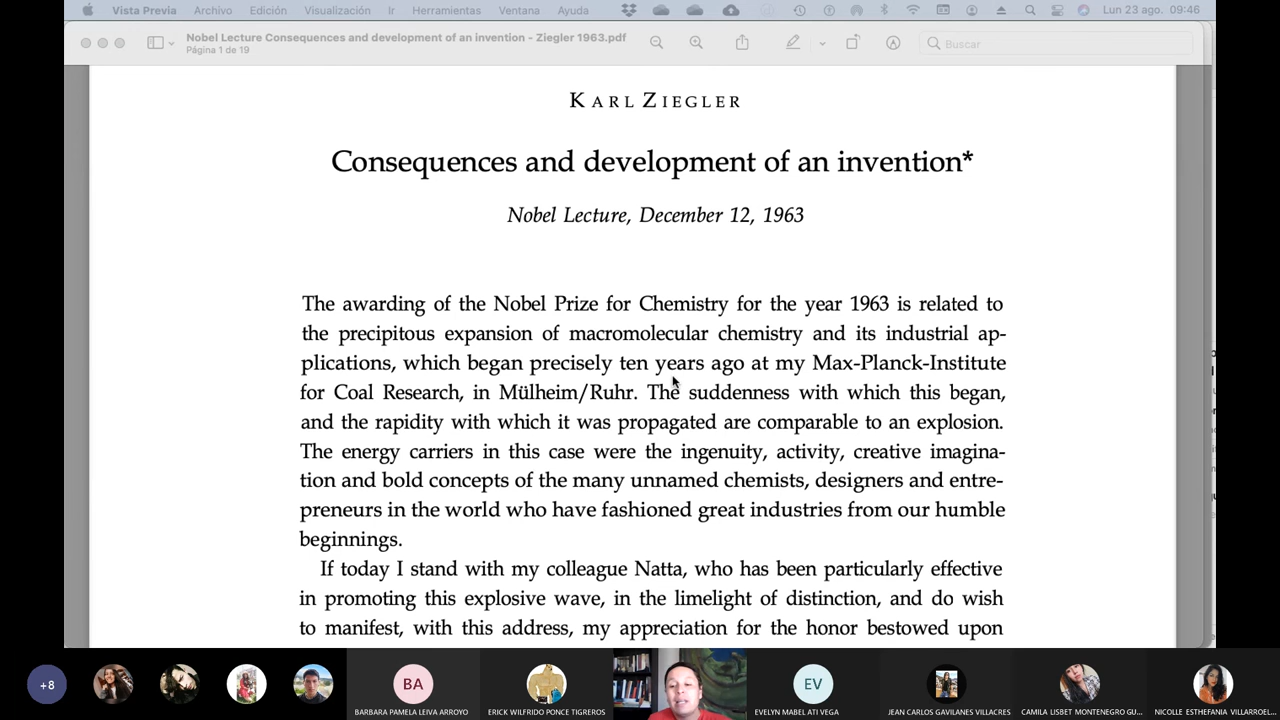 Vista Previa Archivo Edición Visualización Ir Herramientas Ventana Ayuda Lun 23 ago. 09:46
Nobel Lecture Consequences and development of an invention - Ziegler 1963.pdf
Página 1 de 19
Buscar
KARL ZIEGLER
Consequences and development of an invention*
Nobel Lecture, December 12, 1963
The awarding of the Nobel Prize for Chemistry for the year 1963 is related to
the precipitous expansion of macromolecular chemistry and its industrial ap-
plications, which began precisely ten years ago at my Max-Planck-Institute
for Coal Research, in Mülheim/Ruhr. The suddenness with which this began,
and the rapidity with which it was propagated are comparable to an explosion.
The energy carriers in this case were the ingenuity, activity, creative imagina-
tion and bold concepts of the many unnamed chemists, designers and entre-
preneurs in the world who have fashioned great industries from our humble
beginnings.
If today I stand with my colleague Natta, who has been particularly effective
in promoting this explosive wave, in the limelight of distinction, and do wish
to manifest, with this address, my appreciation for the honor bestowed upon
+8
BA
EV
BARBARA PAMELA LEIVA ARROYO
ERICK WILFRIDO PONCE TIGREROS
EVELYN MABEL ATI VEGA
JEAN CARLOS GAVILANES VILLACRES
CAMILA LISBET MONTENEGRO GU...
NICOLLE ESTHEFANIA VILLARROEL...